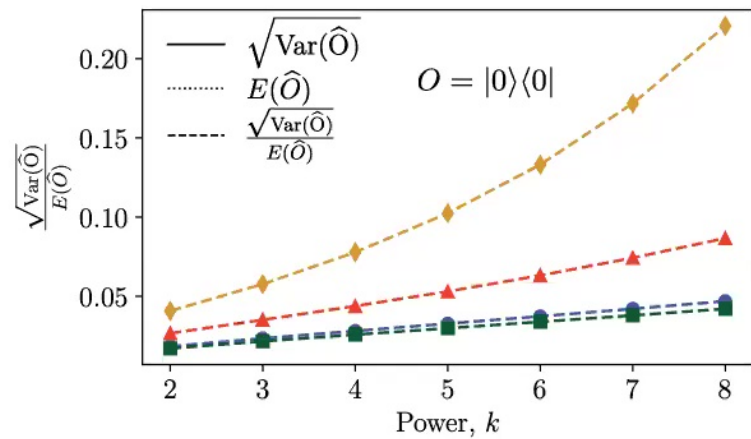 √Var(Ô)
E(Ô)
√Var(Ô)
E(Ô)
O = |0⟩⟨0|
√Var(Ô)
E(Ô)
0.20
0.15
0.10
0.05
2 3 4 5 6 7 8
Power, k